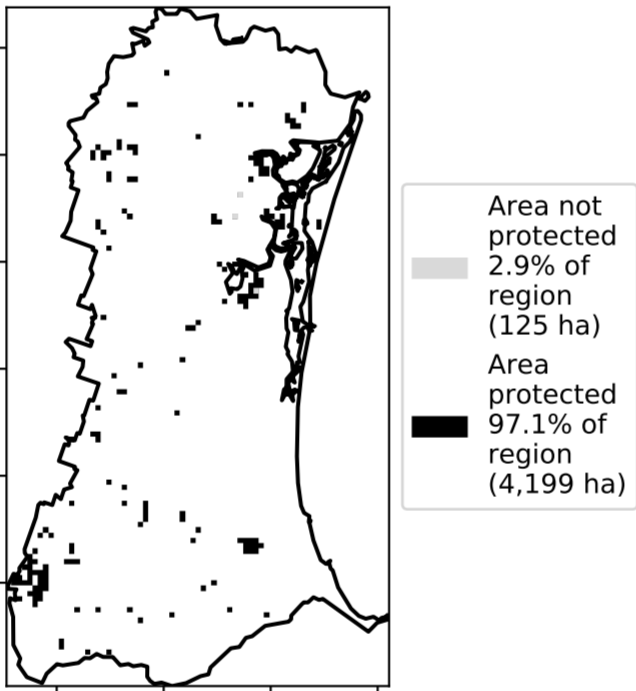 Area not
protected
2.9% of
region
(125 ha)
Area
protected
97.1% of
region
(4,199 ha)